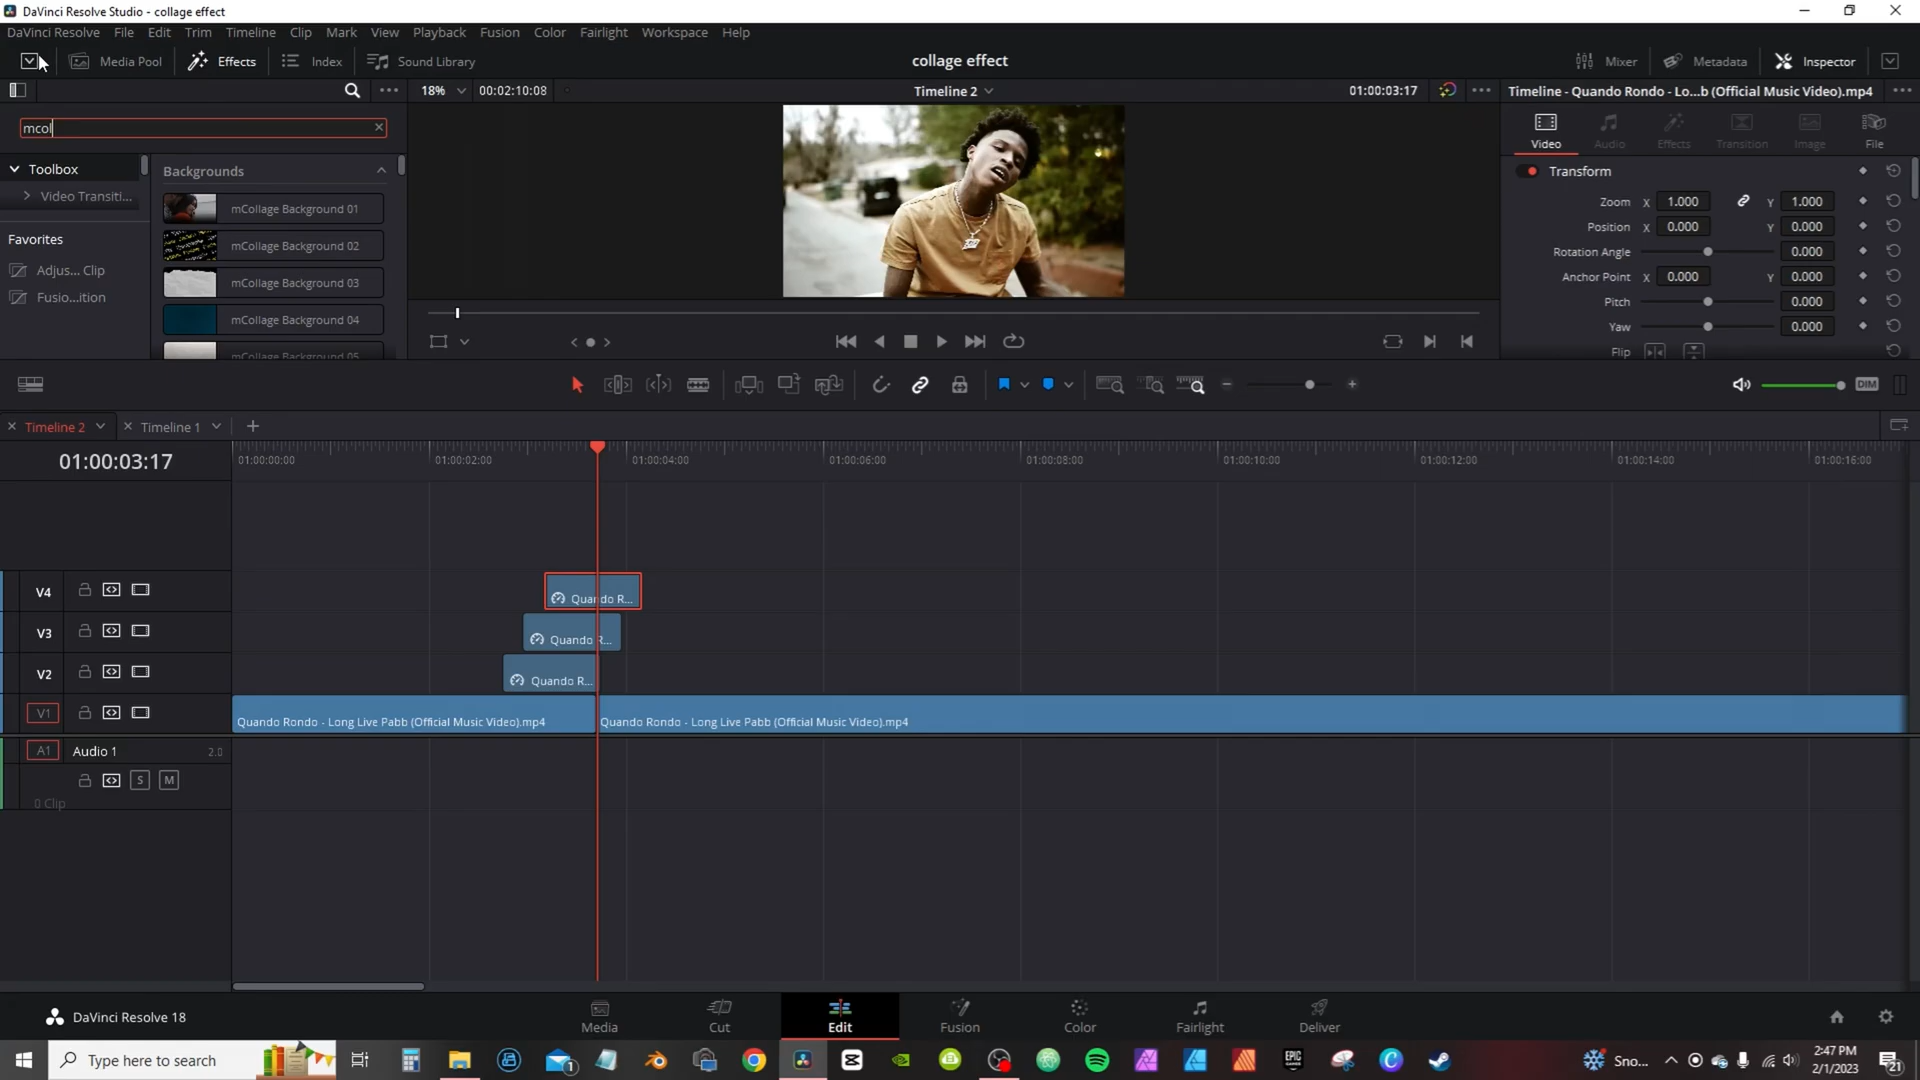 DaVinci Resolve Studio - collage effect
DaVinci Resolve File Edit Trim Timeline Clip Mark View Playback Fusion Color Fairlight Workspace Help
Media Pool Effects Index Sound Library collage effect Mixer Metadata Inspector
18% 00:02:10:08 Timeline 2 01:00:03:17 Timeline - Quando Rondo - Lo...b (Official Music Video).mp4
mcol
Video Audio Effects Transition Image File
Toolbox Backgrounds Transform
Video Transiti... mCollage Background 01 Zoom X 1.000 Y 1.000
Position X 0.000 Y 0.000
Favorites mCollage Background 02 Rotation Angle 0.000
Adjus... Clip mCollage Background 03 Anchor Point X 0.000 Y 0.000
Fusio...ition Pitch 0.000
mCollage Background 04 Yaw 0.000
mCollage Background 05 Flip
DIM
Timeline 2 Timeline 1
01:00:03:17 01:00:00:00 01:00:02:00 01:00:04:00 01:00:06:00 01:00:08:00 01:00:10:00 01:00:12:00 01:00:14:00 01:00:16:00
V4 Quando R...
V3 Quando R...
V2 Quando R...
V1 Quando Rondo - Long Live Pabb (Official Music Video).mp4 Quando Rondo - Long Live Pabb (Official Music Video).mp4
A1 Audio 1 2.0
S M
0 Clip
DaVinci Resolve 18 Media Cut Edit Fusion Color Fairlight Deliver
Type here to search 1 EPIC GAMES Sno... 2:47 PM
2/1/2023 21